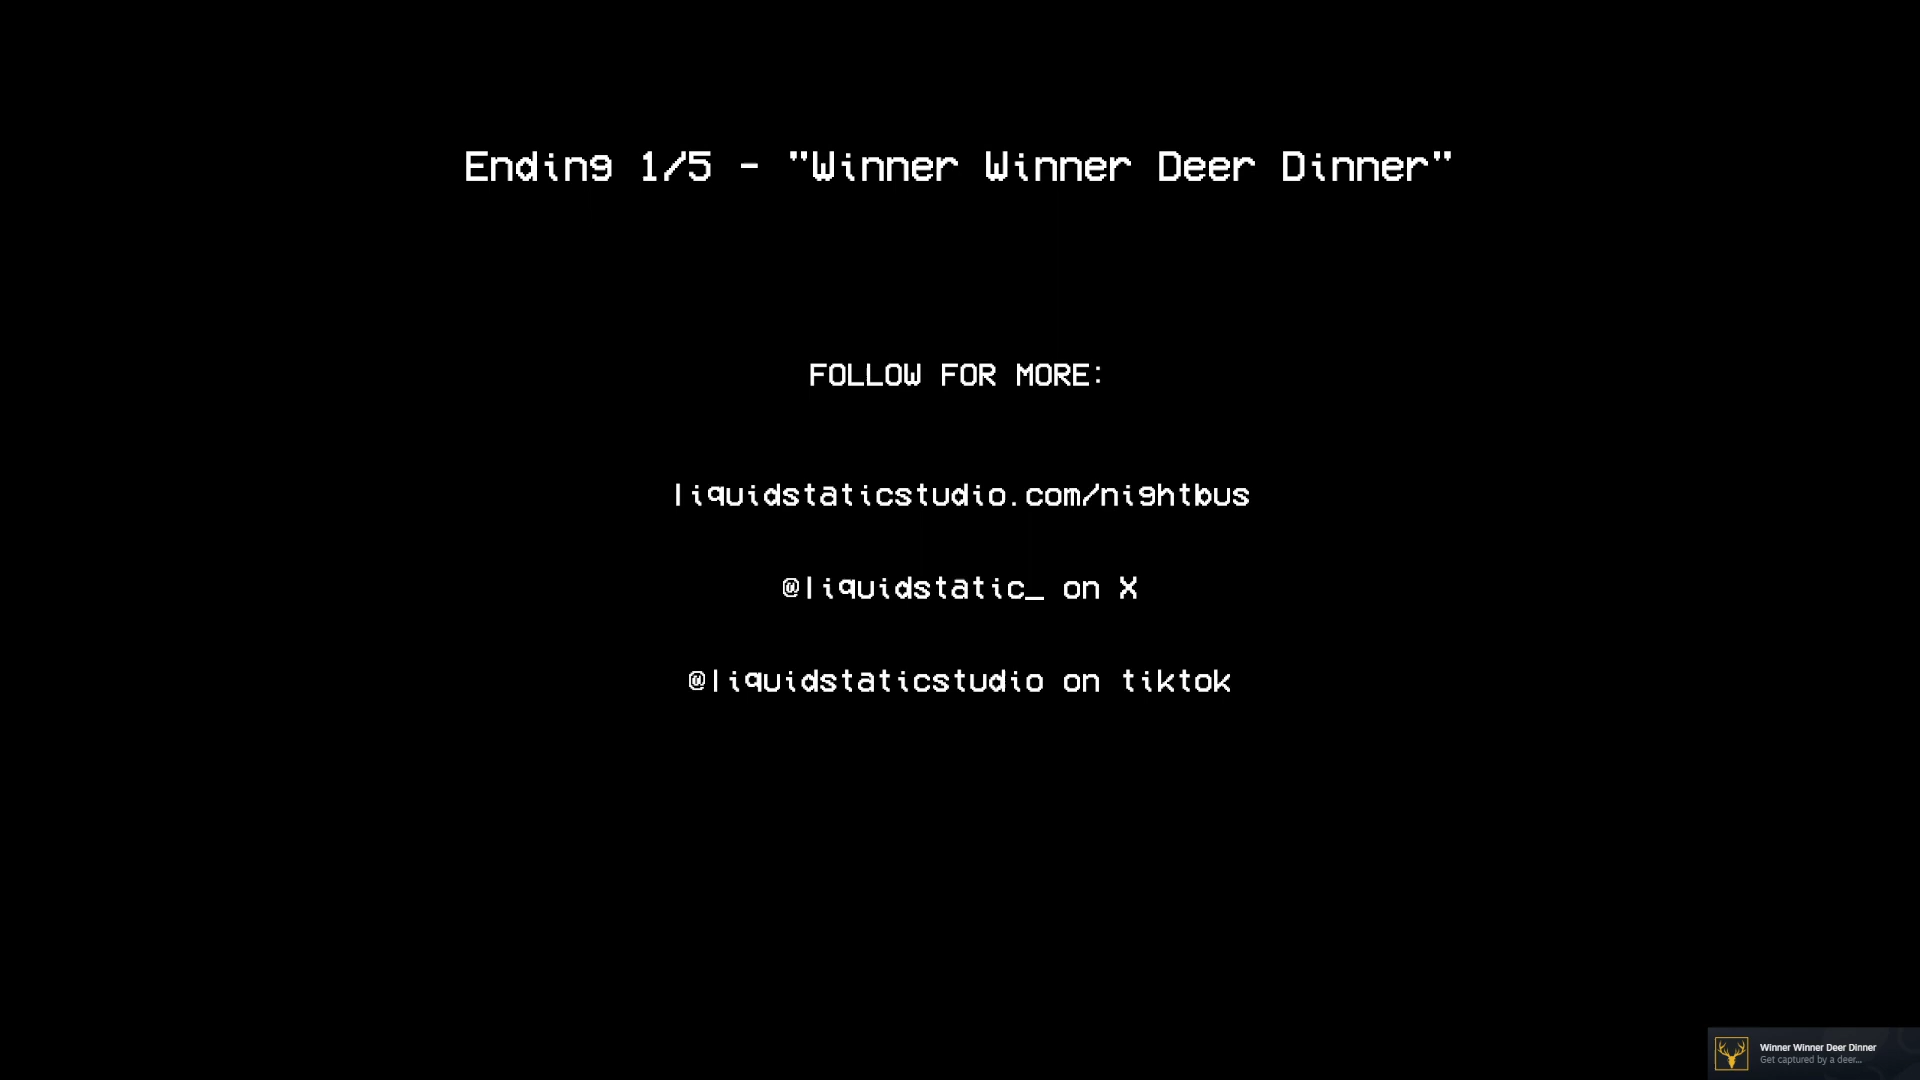 Ending 1/5 - "Winner Winner Deer Dinner"
FOLLOW FOR MORE:
liquidstaticstudio.com/nightbus
@liquidstatic_ on X
@liquidstaticstudio on tiktok
Winner Winner Deer Dinner
Get captured by a deer...